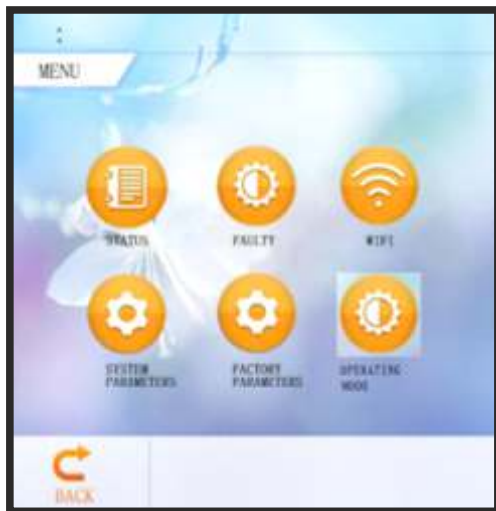 :
MENU
STATUS
FAULTY
WIFI
SYSTEM
PARAMETERS
FACTORY
PARAMETERS
OPERATING
MODE
BACK